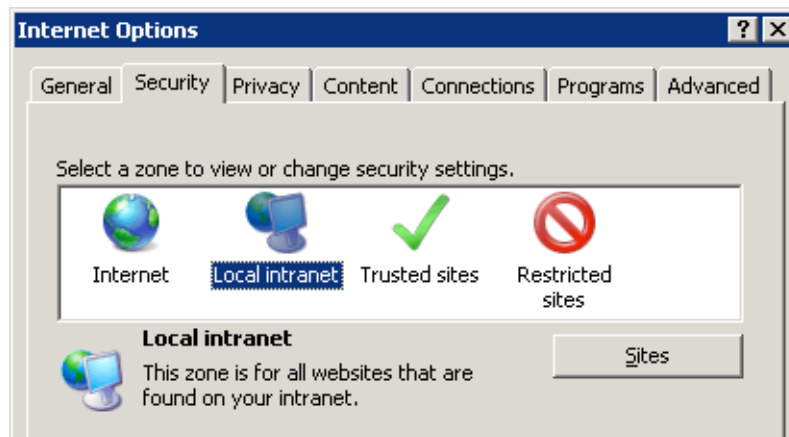 Internet Options
General Security Privacy Content Connections Programs Advanced
Select a zone to view or change security settings.
Internet Local intranet Trusted sites Restricted sites
Local intranet
This zone is for all websites that are
found on your intranet.
Sites